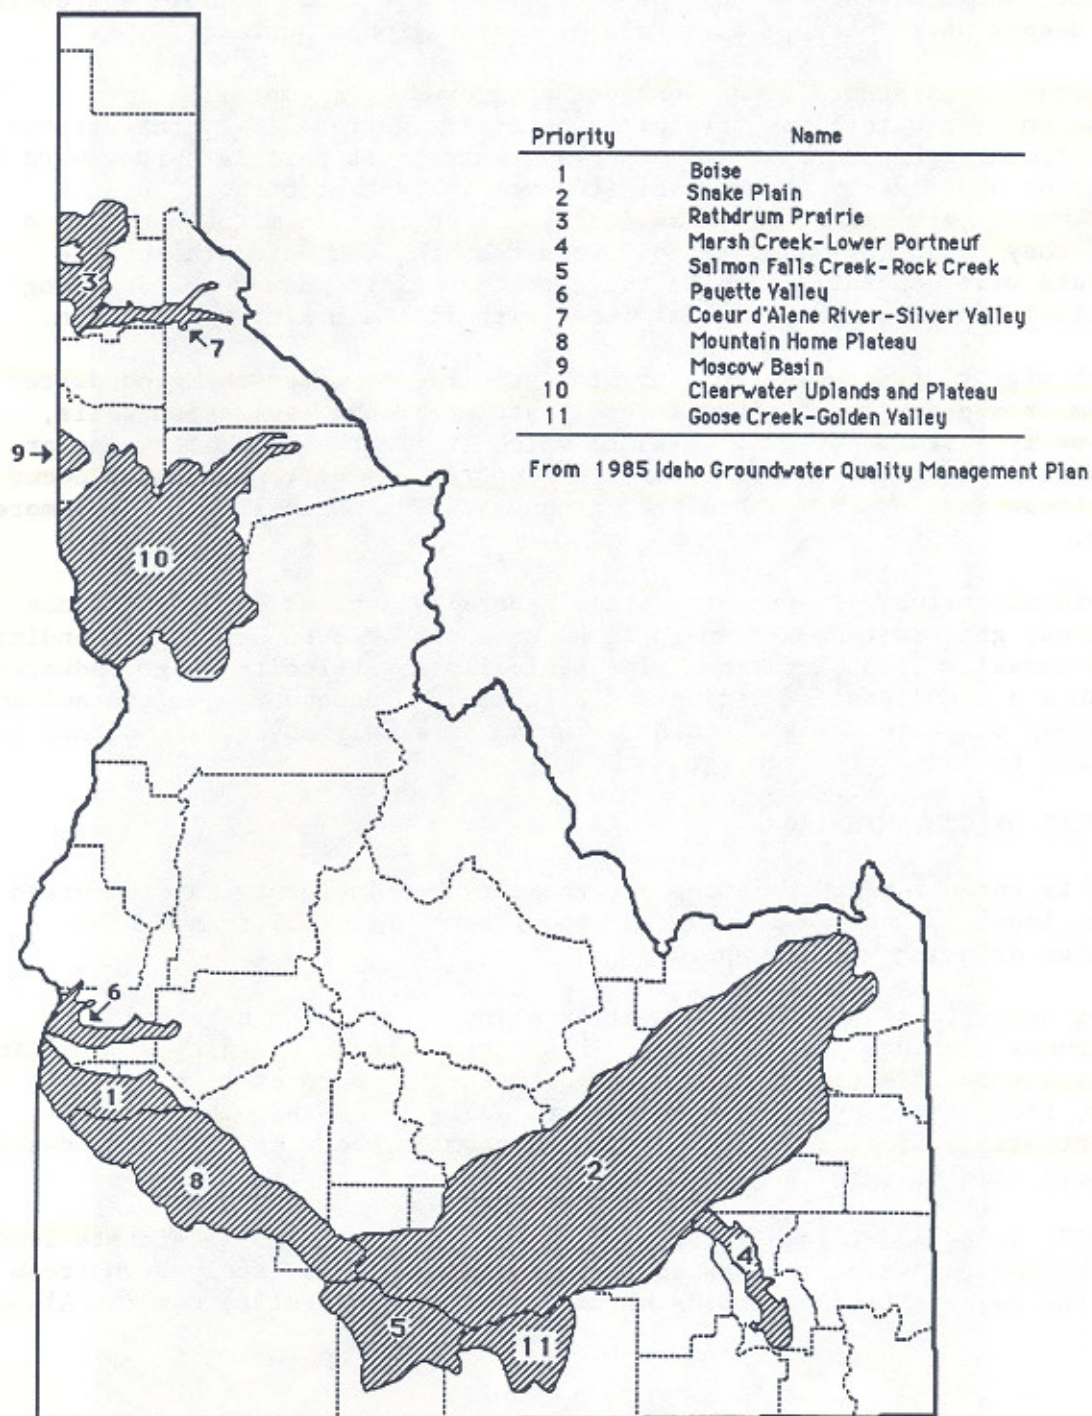 Priority Name
1 Boise
2 Snake Plain
3 Rathdrum Prairie
4 Marsh Creek-Lower Portneuf
5 Salmon Falls Creek-Rock Creek
6 Payette Valley
7 Coeur d'Alene River-Silver Valley
8 Mountain Home Plateau
9 Moscow Basin
10 Clearwater Uplands and Plateau
11 Goose Creek-Golden Valley
From 1985 Idaho Groundwater Quality Management Plan
3
7
9
10
6
1
8
2
4
5
11